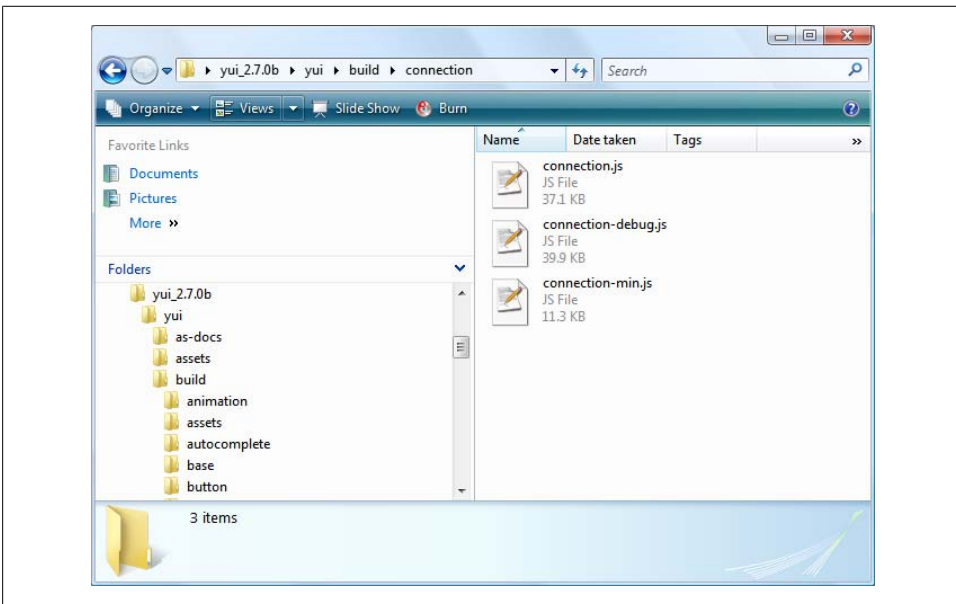 yui_2.7.0b ▸ yui ▸ build ▸ connection
Search
Organize Views Slide Show Burn
Favorite Links
Documents
Pictures
More »
Folders
yui_2.7.0b
yui
as-docs
assets
build
animation
assets
autocomplete
base
button
Name Date taken Tags »
connection.js
JS File
37.1 KB
connection-debug.js
JS File
39.9 KB
connection-min.js
JS File
11.3 KB
3 items